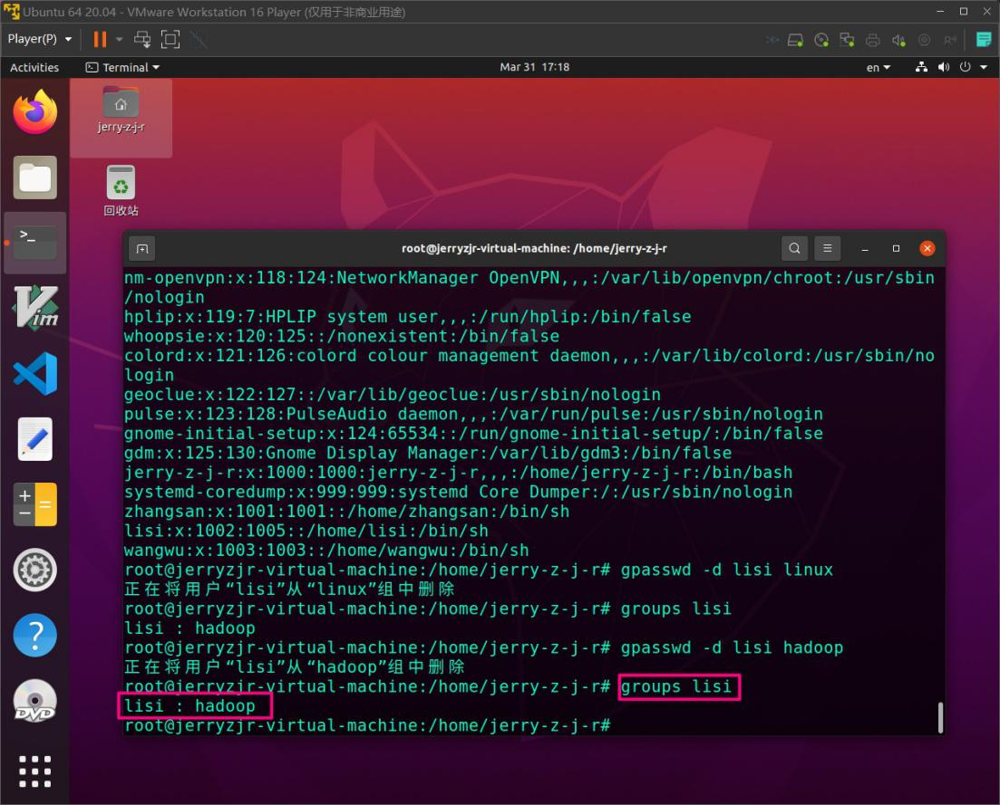 Ubuntu 64 20.04 - VMware Workstation 16 Player (仅用于非商业用途)
Player(P)
Activities
Terminal
Mar 31 17:18
en
jerry-z-j-r
回收站
Vim
DVD
root@jerryzjr-virtual-machine: /home/jerry-z-j-r
nm-openvpn:x:118:124:NetworkManager OpenVPN,,,:/var/lib/openvpn/chroot:/usr/sbin
/nologin
hplip:x:119:7:HPLIP system user,,,:/run/hplip:/bin/false
whoopsie:x:120:125::/nonexistent:/bin/false
colord:x:121:126:colord colour management daemon,,,:/var/lib/colord:/usr/sbin/no
login
geoclue:x:122:127::/var/lib/geoclue:/usr/sbin/nologin
pulse:x:123:128:PulseAudio daemon,,,:/var/run/pulse:/usr/sbin/nologin
gnome-initial-setup:x:124:65534::/run/gnome-initial-setup/:/bin/false
gdm:x:125:130:Gnome Display Manager:/var/lib/gdm3:/bin/false
jerry-z-j-r:x:1000:1000:jerry-z-j-r,,,:/home/jerry-z-j-r:/bin/bash
systemd-coredump:x:999:999:systemd Core Dumper:/:/usr/sbin/nologin
zhangsan:x:1001:1001::/home/zhangsan:/bin/sh
lisi:x:1002:1005::/home/lisi:/bin/sh
wangwu:x:1003:1003::/home/wangwu:/bin/sh
root@jerryzjr-virtual-machine:/home/jerry-z-j-r# gpasswd -d lisi linux
正在将用户“lisi”从“linux”组中删除
root@jerryzjr-virtual-machine:/home/jerry-z-j-r# groups lisi
lisi : hadoop
root@jerryzjr-virtual-machine:/home/jerry-z-j-r# gpasswd -d lisi hadoop
正在将用户“lisi”从“hadoop”组中删除
root@jerryzjr-virtual-machine:/home/jerry-z-j-r# groups lisi
lisi : hadoop
root@jerryzjr-virtual-machine:/home/jerry-z-j-r#